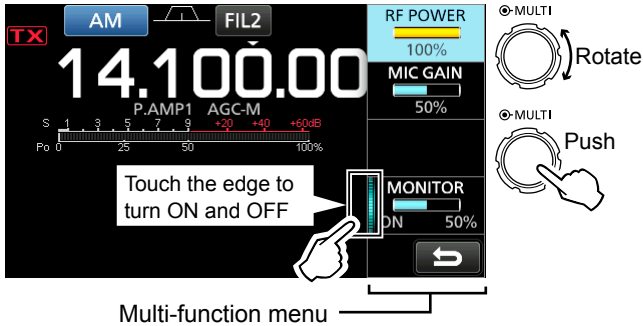 AM
FIL2
TX
14.100.00
P.AMP1 AGC-M
S 1 3 5 7 9 +20 +40 +60dB
Po 0 25 50 100%
RF POWER
100%
MIC GAIN
50%
MONITOR
ON 50%
Touch the edge to
turn ON and OFF
Multi-function menu
MULTI
Rotate
MULTI
Push